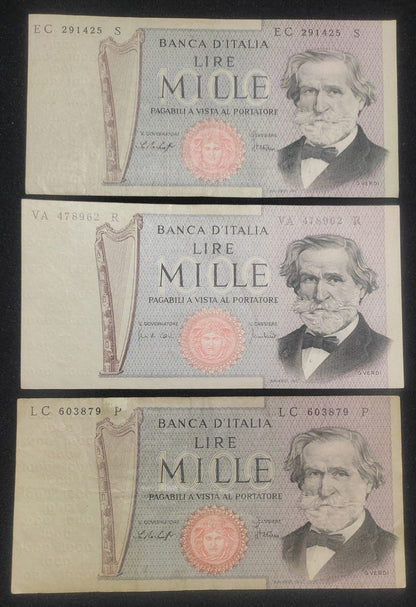 EC 291425 S EC 291425 S
BANCA D'ITALIA
LIRE
MILLE
PAGABILI A VISTA AL PORTATORE
IL GOVERNATORE IL CASSIERE
G. VERDI
VA 478962 R VA 478962 R
BANCA D'ITALIA
LIRE
MILLE
PAGABILI A VISTA AL PORTATORE
IL GOVERNATORE IL CASSIERE
G. VERDI
LC 603879 P LC 603879 P
BANCA D'ITALIA
LIRE
MILLE
PAGABILI A VISTA AL PORTATORE
IL GOVERNATORE IL CASSIERE
G. VERDI